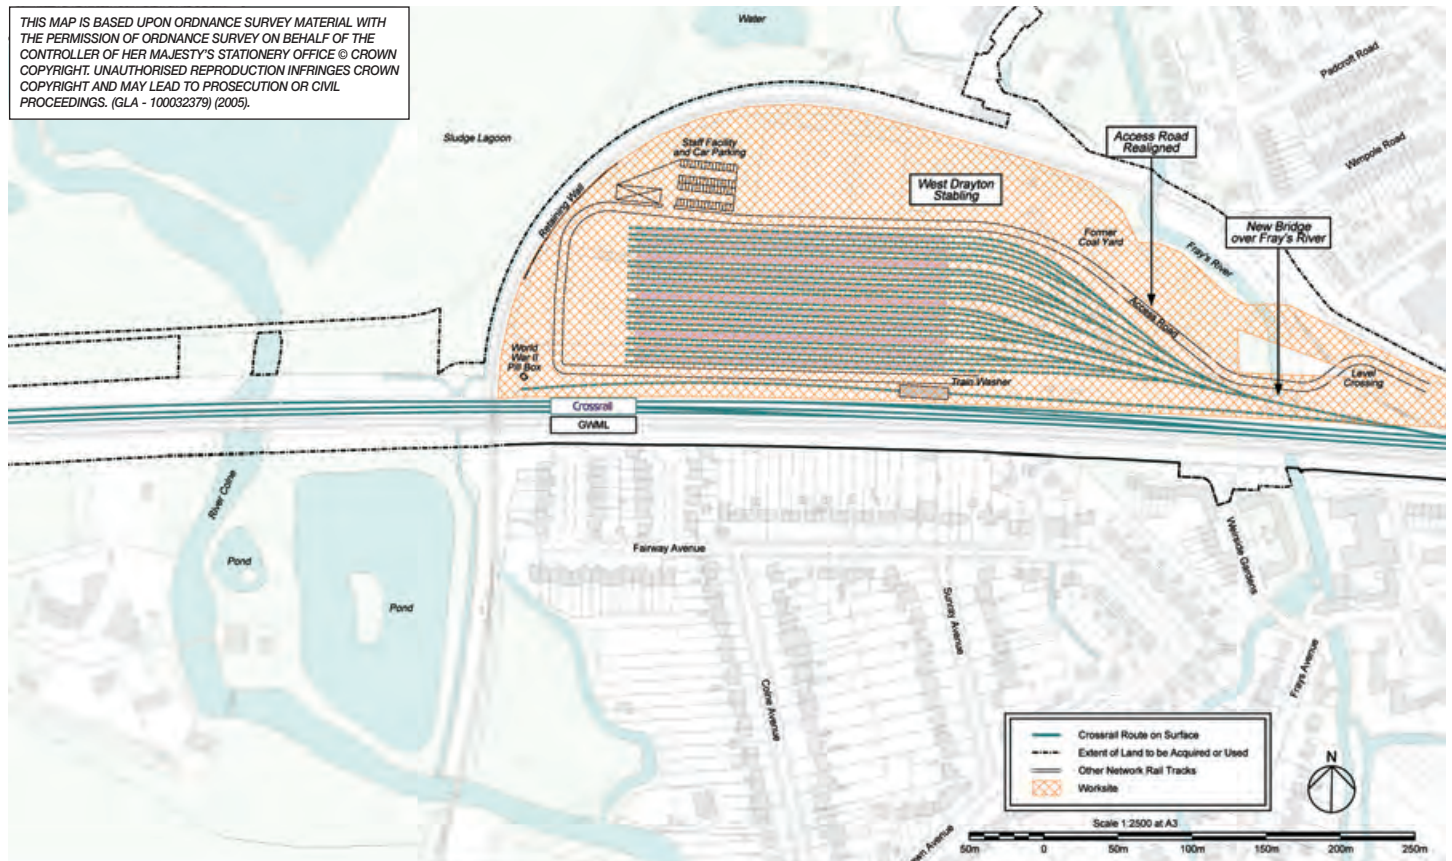 THIS MAP IS BASED UPON ORDNANCE SURVEY MATERIAL WITH
THE PERMISSION OF ORDNANCE SURVEY ON BEHALF OF THE
CONTROLLER OF HER MAJESTY'S STATIONERY OFFICE © CROWN
COPYRIGHT. UNAUTHORISED REPRODUCTION INFRINGES CROWN
COPYRIGHT AND MAY LEAD TO PROSECUTION OR CIVIL
PROCEEDINGS. (GLA - 100032379) (2005).
Water
Padcroft Road
Wimpole Road
Sludge Lagoon
Staff Facility
and Car Parking
Access Road
Realigned
West Drayton
Stabling
Retaining Wall
Former
Coal Yard
New Bridge
over Fray's River
Fray's River
Access Road
World
War II
Pill Box
Train Washer
Level
Crossing
Crossrail
GWML
River Colne
Pond
Pond
Fairway Avenue
Colne Avenue
Sunray Avenue
Weirside Gardens
Frays Avenue
Avenue
Crossrail Route on Surface
Extent of Land to be Acquired or Used
Other Network Rail Tracks
Worksite
N
Scale 1:2500 at A3
50m 0 50m 100m 150m 200m 250m